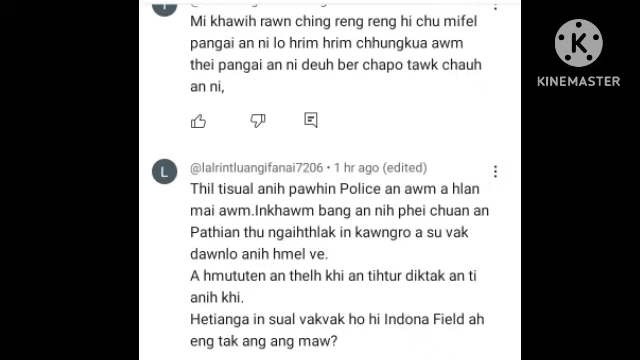 Mi khawih rawn ching reng reng hi chu mifel
pangai an ni lo hrim hrim chhungkua awm
thei pangai an ni deuh ber chapo tawk chauh
an ni,
K
KINEMASTER
L
@lalrintluangifanai7206 • 1 hr ago (edited)
Thil tisual anih pawhin Police an awm a hlan
mai awm.Inkhawm bang an nih phei chuan an
Pathian thu ngaihthlak in kawngro a su vak
dawnlo anih hmel ve.
A hmututen an thelh khi an tihtur diktak an ti
anih khi.
Hetianga in sual vakvak ho hi Indona Field ah
eng tak ang ang maw?